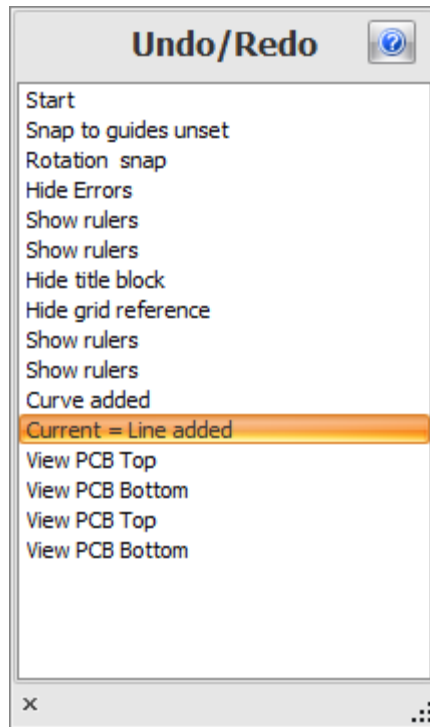 Undo/Redo
Start
Snap to guides unset
Rotation  snap
Hide Errors
Show rulers
Show rulers
Hide title block
Hide grid reference
Show rulers
Show rulers
Curve added
Current = Line added
View PCB Top
View PCB Bottom
View PCB Top
View PCB Bottom